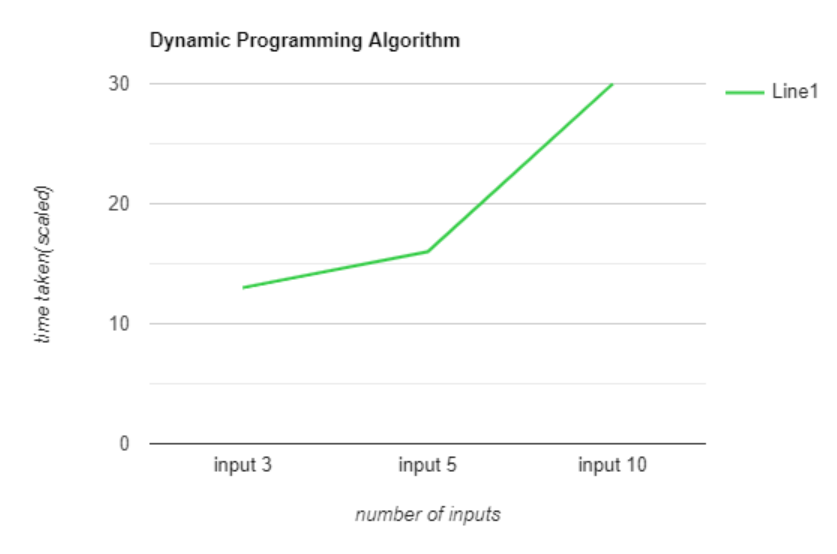 Dynamic Programming Algorithm
30
Line1
20
time taken(scaled)
10
0
input 3 input 5 input 10
number of inputs